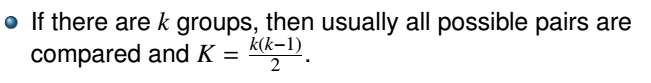 If there are k groups, then usually all possible pairs are
compared and K = k(k−1)/2.